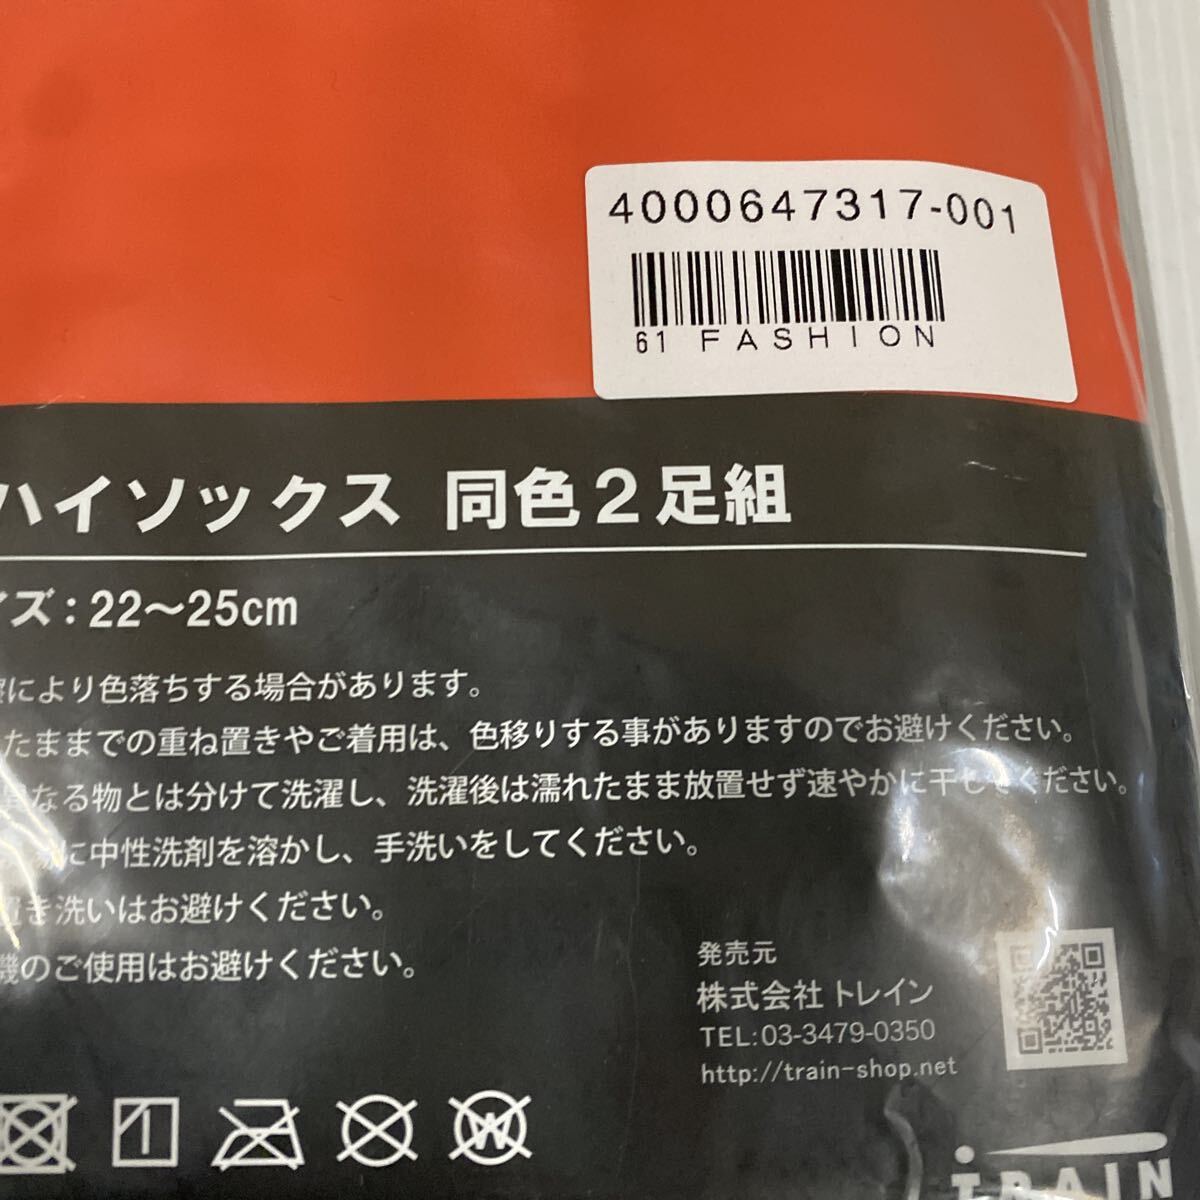 4000647317-001
61 FASHION
ハイソックス 同色2足組
イズ：22〜25cm
擦により色落ちする場合があります。
たままでの重ね置きやご着用は、色移りする事がありますのでお避けください。
異なる物とは分けて洗濯し、洗濯後は濡れたまま放置せず速やかに干してください。
に中性洗剤を溶かし、手洗いをしてください。
置き洗いはお避けください。
機のご使用はお避けください。
発売元
株式会社 トレイン
TEL:03-3479-0350
http://train-shop.net
W
TRAIN